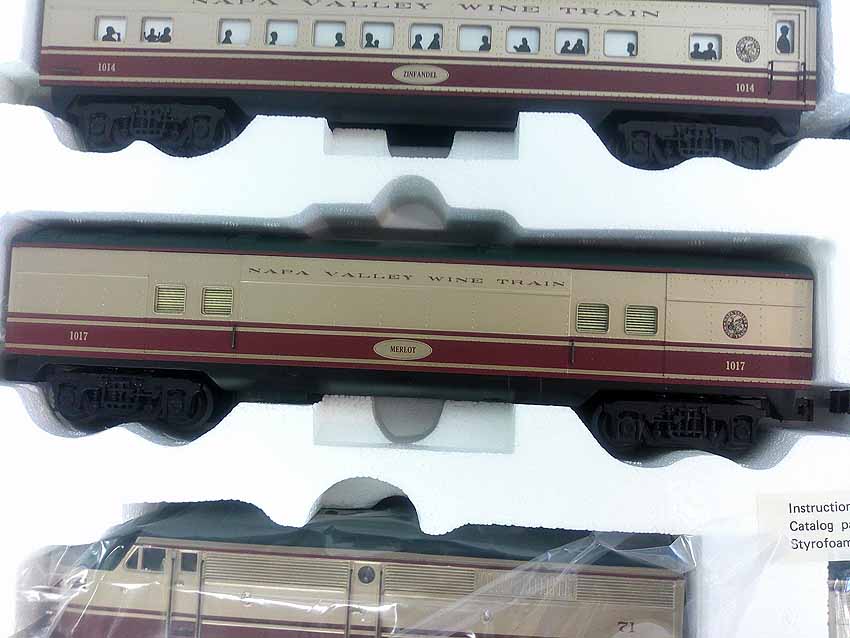 NAPA VALLEY WINE TRAIN
1014
ZINFANDEL
1014
NAPA VALLEY WINE TRAIN
1017
MERLOT
1017
71
Instruction
Catalog pa
Styrofoam